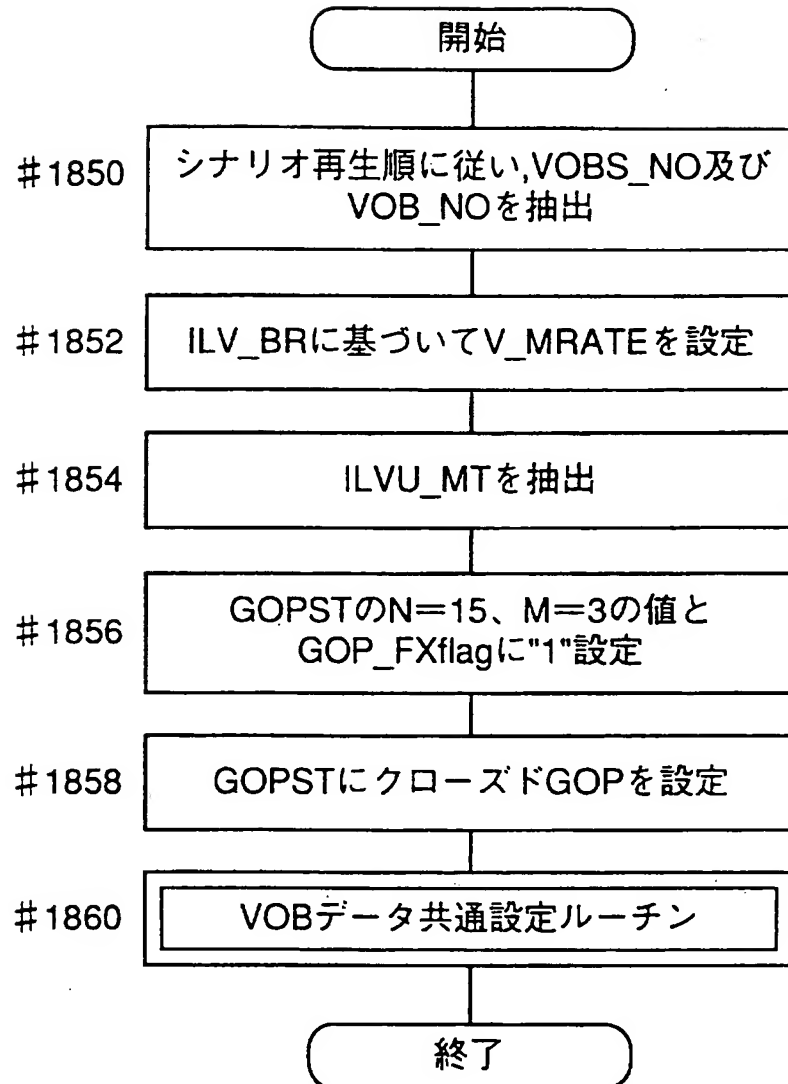 開始
#1850
シナリオ再生順に従い,VOBS_NO及び
VOB_NOを抽出
#1852
ILV_BRに基づいてV_MRATEを設定
#1854
ILVU_MTを抽出
#1856
GOPSTのN=15、M=3の値と
GOP_FXflagに"1"設定
#1858
GOPSTにクローズドGOPを設定
#1860
VOBデータ共通設定ルーチン
終了